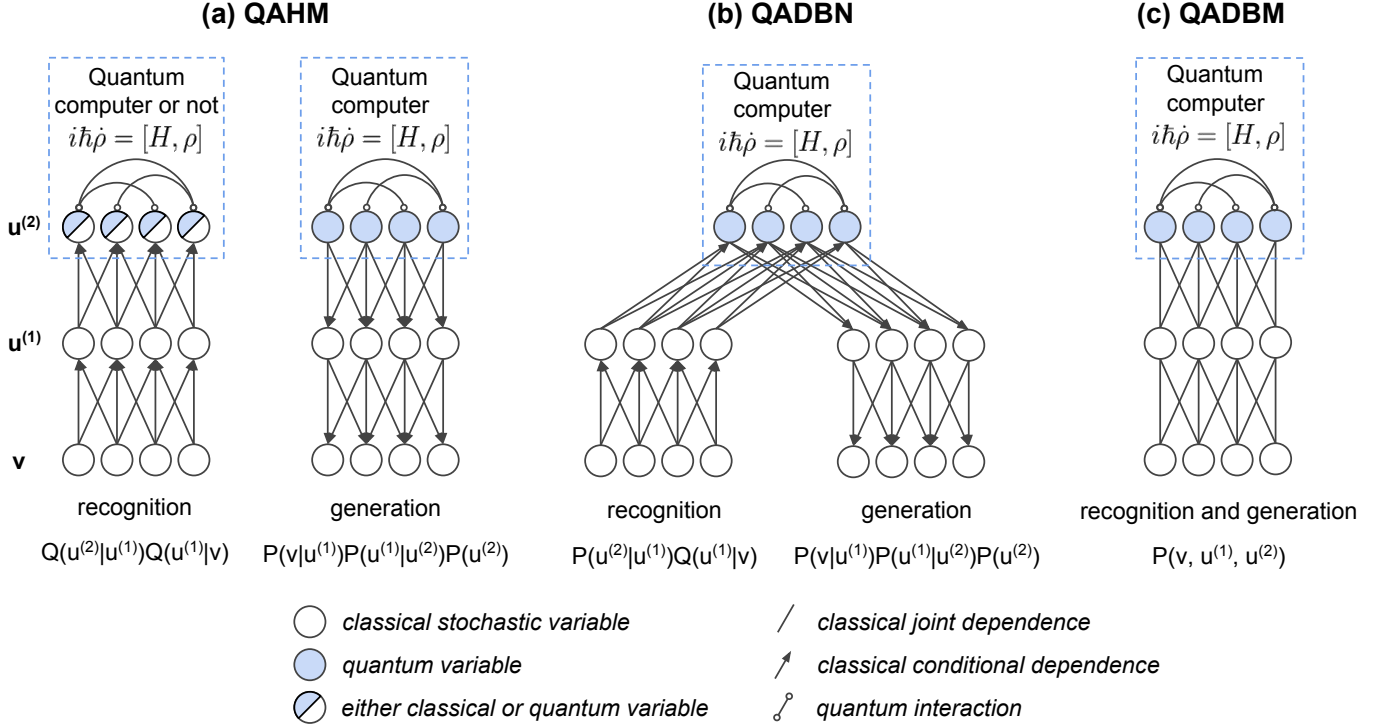 (a) QAHM
(b) QADBN
(c) QADBM
Quantum
computer or not
iħρ̇ = [H, ρ]
Quantum
computer
iħρ̇ = [H, ρ]
Quantum
computer
iħρ̇ = [H, ρ]
Quantum
computer
iħρ̇ = [H, ρ]
u⁽²⁾
u⁽¹⁾
v
recognition
Q(u⁽²⁾|u⁽¹⁾)Q(u⁽¹⁾|v)
generation
P(v|u⁽¹⁾)P(u⁽¹⁾|u⁽²⁾)P(u⁽²⁾)
recognition
P(u⁽²⁾|u⁽¹⁾)Q(u⁽¹⁾|v)
generation
P(v|u⁽¹⁾)P(u⁽¹⁾|u⁽²⁾)P(u⁽²⁾)
recognition and generation
P(v, u⁽¹⁾, u⁽²⁾)
classical stochastic variable
quantum variable
either classical or quantum variable
classical joint dependence
classical conditional dependence
quantum interaction